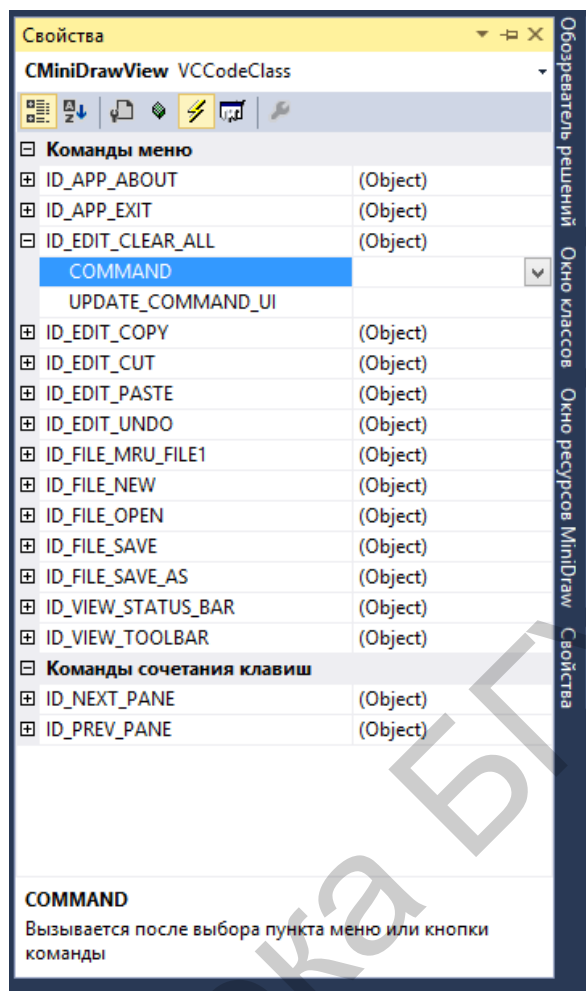 Свойства
CMiniDrawView VCCodeClass
Команды меню
ID_APP_ABOUT (Object)
ID_APP_EXIT (Object)
ID_EDIT_CLEAR_ALL (Object)
COMMAND
UPDATE_COMMAND_UI
ID_EDIT_COPY (Object)
ID_EDIT_CUT (Object)
ID_EDIT_PASTE (Object)
ID_EDIT_UNDO (Object)
ID_FILE_MRU_FILE1 (Object)
ID_FILE_NEW (Object)
ID_FILE_OPEN (Object)
ID_FILE_SAVE (Object)
ID_FILE_SAVE_AS (Object)
ID_VIEW_STATUS_BAR (Object)
ID_VIEW_TOOLBAR (Object)
Команды сочетания клавиш
ID_NEXT_PANE (Object)
ID_PREV_PANE (Object)
COMMAND
Вызывается после выбора пункта меню или кнопки
команды
Обозреватель решений
Окно классов
Окно ресурсов MiniDraw
Свойства